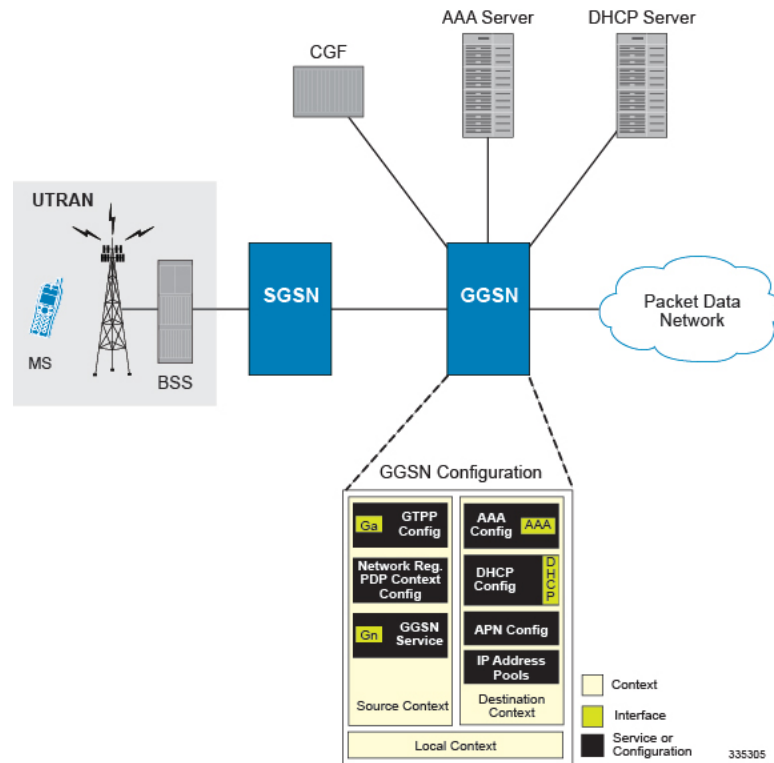 AAA Server
DHCP Server
CGF
UTRAN
MS
BSS
SGSN
GGSN
Packet Data
Network
GGSN Configuration
Ga
GTPP
Config
Network Reg.
PDP Context
Config
Gn
GGSN
Service
Source Context
AAA
Config
AAA
DHCP
Config
D
H
C
P
APN Config
IP Address
Pools
Destination
Context
Local Context
Context
Interface
Service or
Configuration
335305